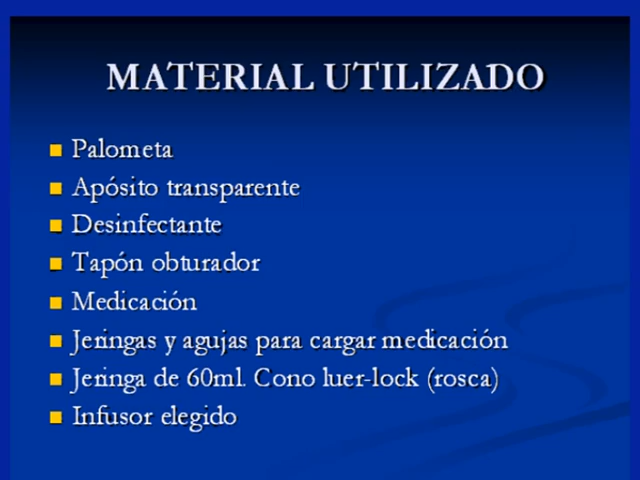 MATERIAL UTILIZADO
Palometa
Apósito transparente
Desinfectante
Tapón obturador
Medicación
Jeringas y agujas para cargar medicación
Jeringa de 60ml. Cono luer-lock (rosca)
Infusor elegido